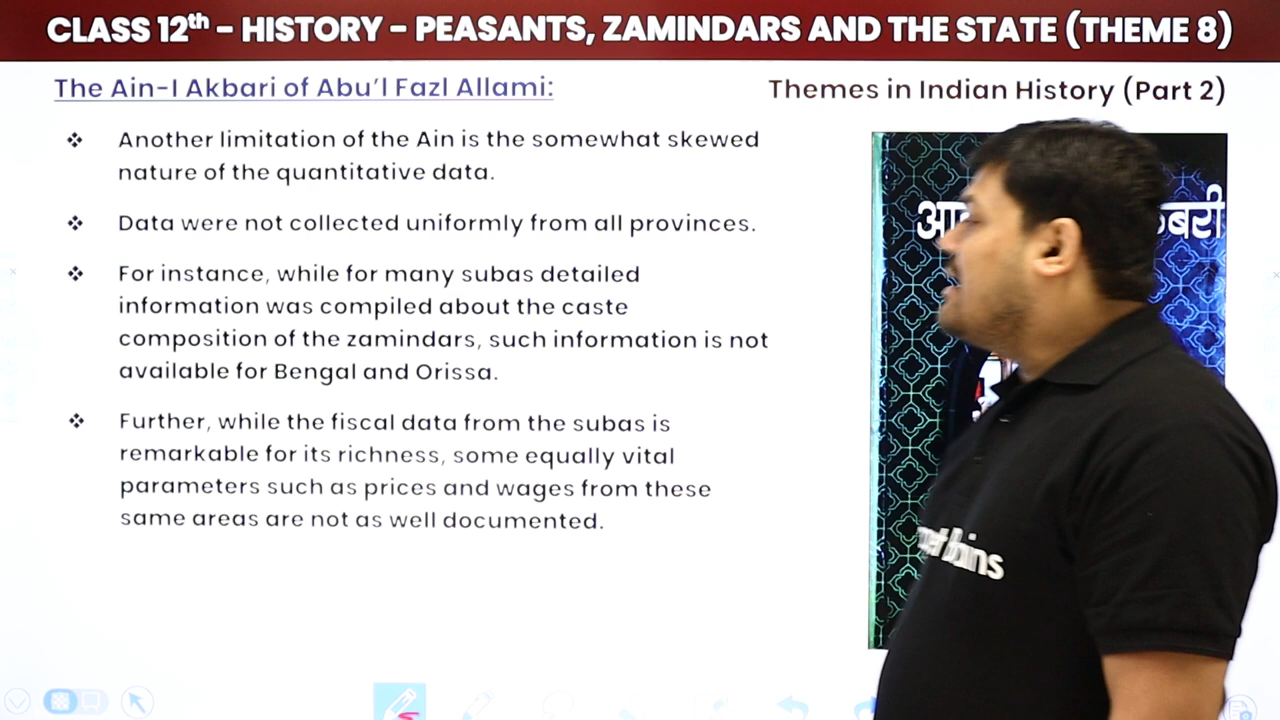 CLASS 12th – HISTORY – PEASANTS, ZAMINDARS AND THE STATE (THEME 8)
The Ain-I Akbari of Abu'l Fazl Allami:
Themes in Indian History (Part 2)
❖ Another limitation of the Ain is the somewhat skewed
nature of the quantitative data.
❖ Data were not collected uniformly from all provinces.
❖ For instance, while for many subas detailed
information was compiled about the caste
composition of the zamindars, such information is not
available for Bengal and Orissa.
❖ Further, while the fiscal data from the subas is
remarkable for its richness, some equally vital
parameters such as prices and wages from these
same areas are not as well documented.